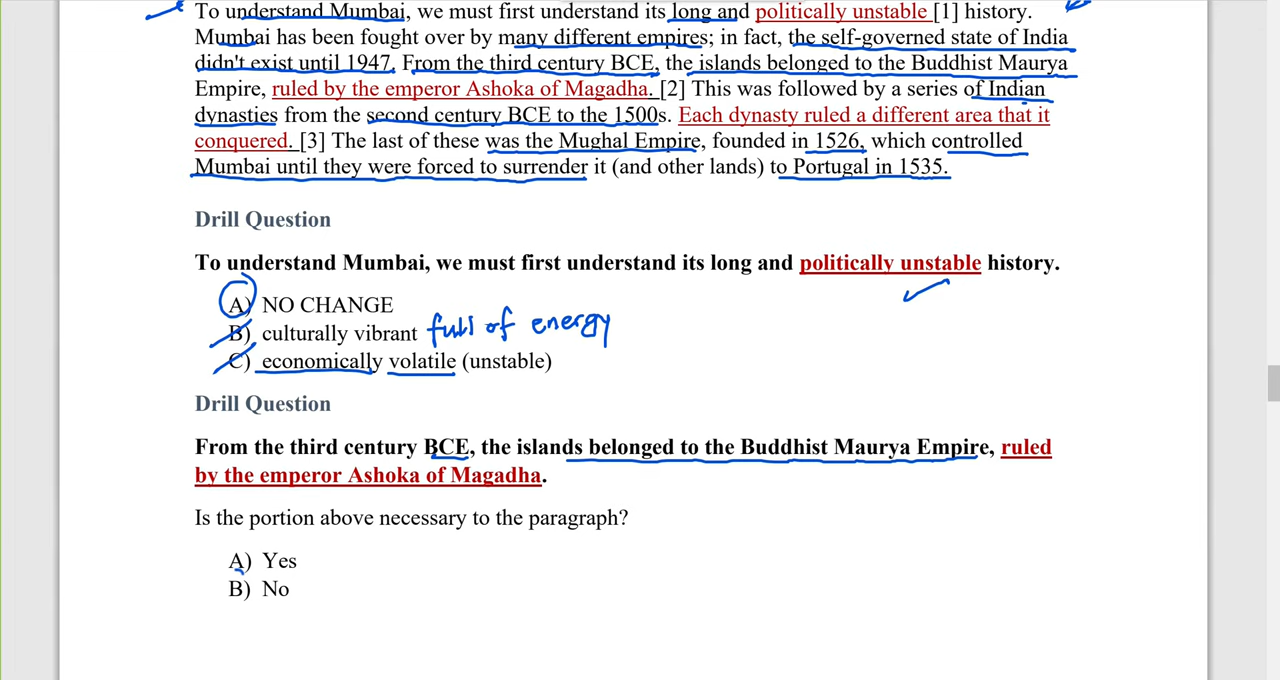 To understand Mumbai, we must first understand its long and politically unstable [1] history.
Mumbai has been fought over by many different empires; in fact, the self-governed state of India
didn't exist until 1947. From the third century BCE, the islands belonged to the Buddhist Maurya
Empire, ruled by the emperor Ashoka of Magadha. [2] This was followed by a series of Indian
dynasties from the second century BCE to the 1500s. Each dynasty ruled a different area that it
conquered. [3] The last of these was the Mughal Empire, founded in 1526, which controlled
Mumbai until they were forced to surrender it (and other lands) to Portugal in 1535.
Drill Question
To understand Mumbai, we must first understand its long and politically unstable history.
A) NO CHANGE
B) culturally vibrant full of energy
C) economically volatile (unstable)
Drill Question
From the third century BCE, the islands belonged to the Buddhist Maurya Empire, ruled
by the emperor Ashoka of Magadha.
Is the portion above necessary to the paragraph?
A) Yes
B) No